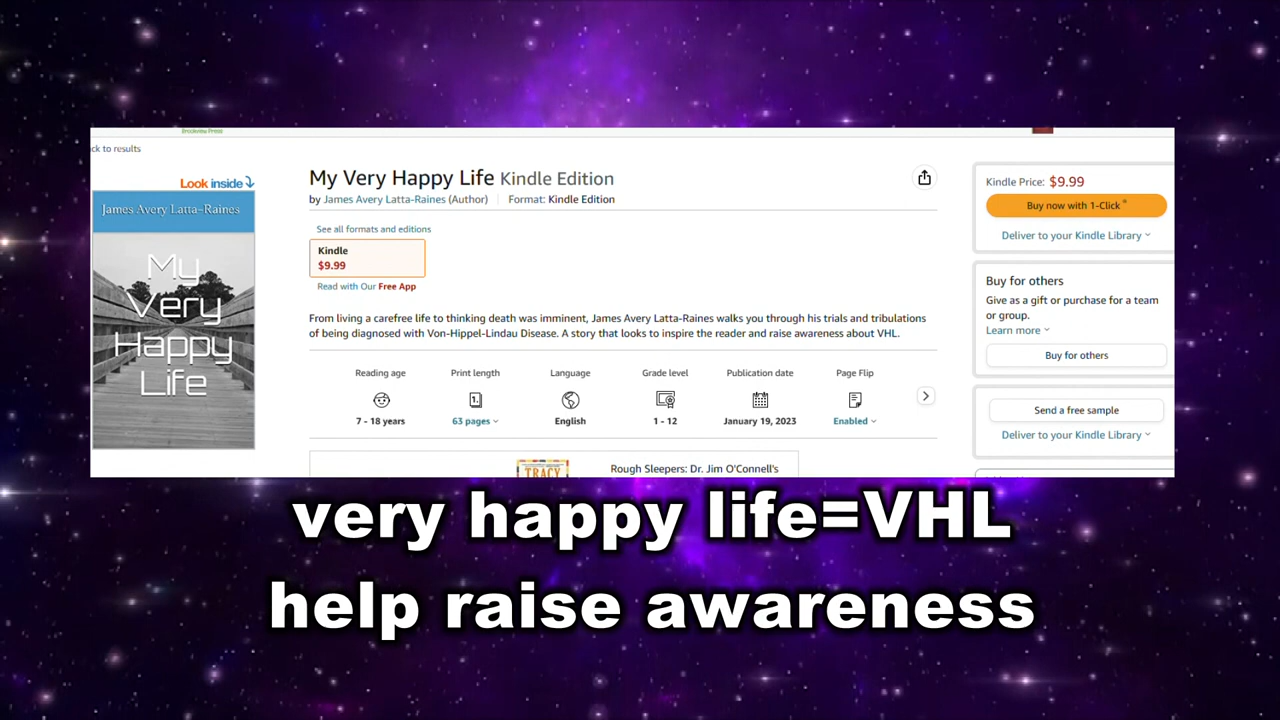 Brookview Press
ck to results
Look inside
James Avery Latta-Raines
My
Very
Happy
Life
My Very Happy Life Kindle Edition
by James Avery Latta-Raines (Author) Format: Kindle Edition
See all formats and editions
Kindle
$9.99
Read with Our Free App
From living a carefree life to thinking death was imminent, James Avery Latta-Raines walks you through his trials and tribulations
of being diagnosed with Von-Hippel-Lindau Disease. A story that looks to inspire the reader and raise awareness about VHL.
Reading age Print length Language Grade level Publication date Page Flip
7 - 18 years 63 pages English 1 - 12 January 19, 2023 Enabled
TRACY
Rough Sleepers: Dr. Jim O'Connell's
Kindle Price: $9.99
Buy now with 1-Click ®
Deliver to your Kindle Library
Buy for others
Give as a gift or purchase for a team
or group.
Learn more
Buy for others
Send a free sample
Deliver to your Kindle Library
very happy life=VHL
help raise awareness